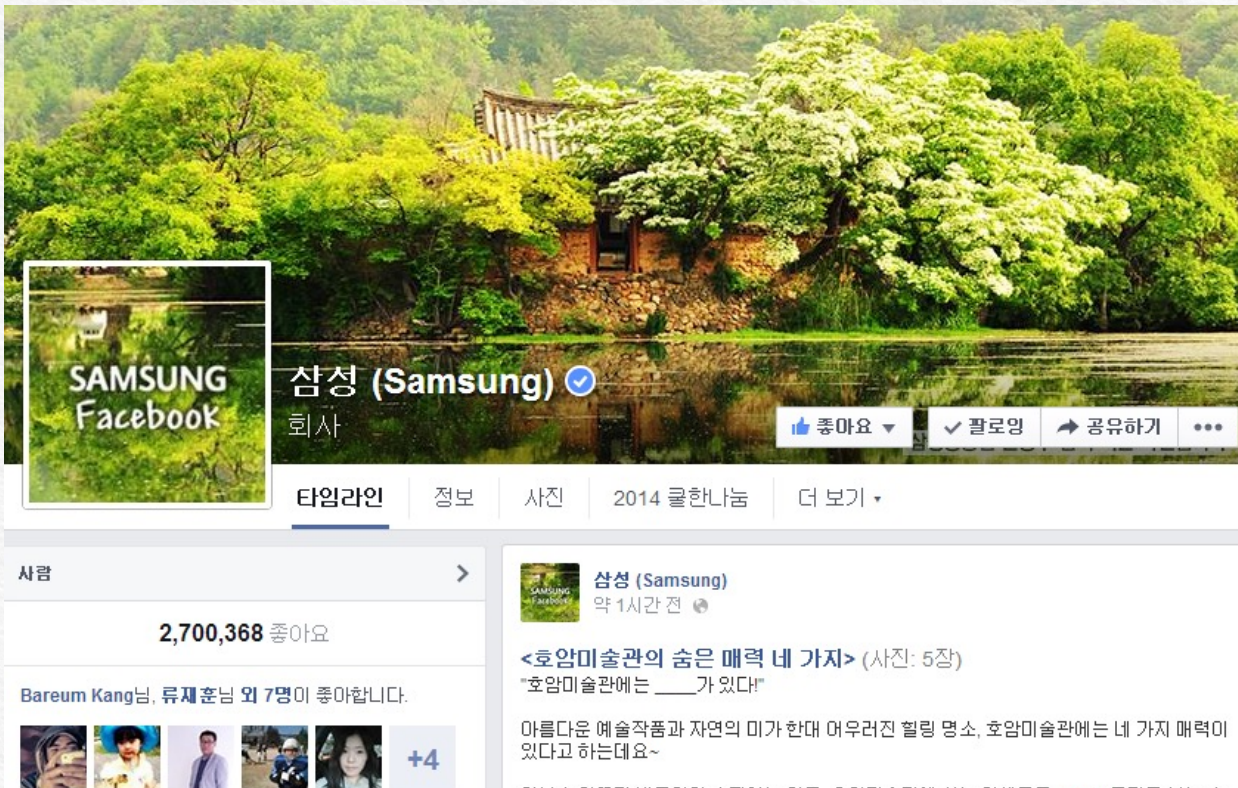 SAMSUNG
Facebook
삼성 (Samsung)
회사
좋아요
팔로잉
공유하기
타임라인
정보
사진
2014 쿨한나눔
더 보기
사람
2,700,368 좋아요
Bareum Kang님, 류재훈님 외 7명이 좋아합니다.
+4
SAMSUNG
Facebook
삼성 (Samsung)
약 1시간 전
<호암미술관의 숨은 매력 네 가지> (사진: 5장)
"호암미술관에는 ____가 있다!"
아름다운 예술작품과 자연의 미가 한대 어우러진 힐링 명소, 호암미술관에는 네 가지 매력이
있다고 하는데요~